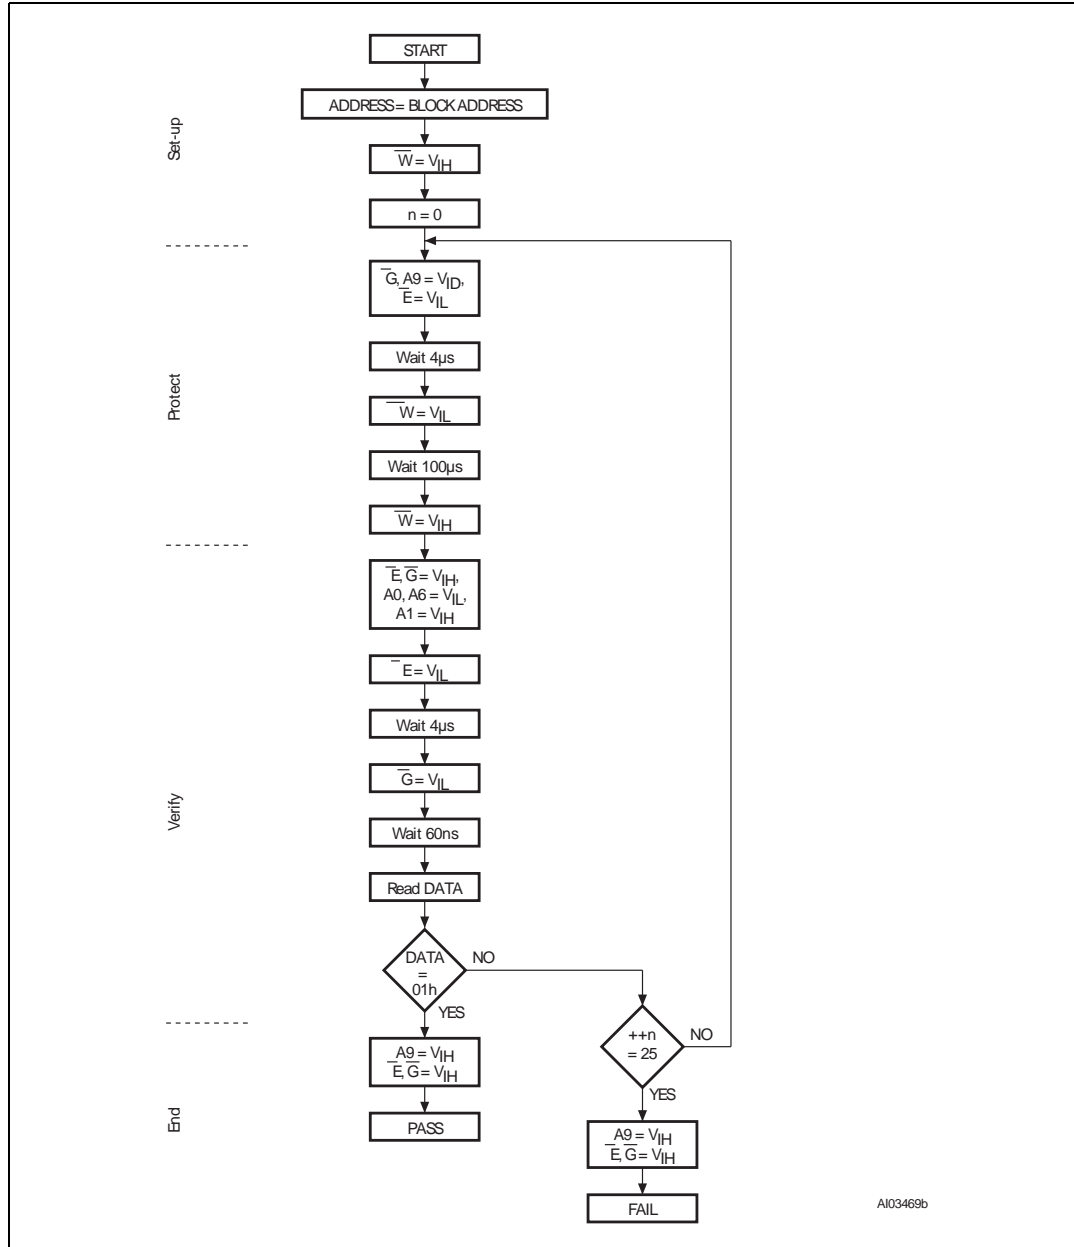 START
ADDRESS = BLOCK ADDRESS
Set-up
W̅ = VIH
n = 0
G̅, A9 = VID,
E̅ = VIL
Wait 4µs
Protect
W̅ = VIL
Wait 100µs
W̅ = VIH
E̅, G̅ = VIH,
A0, A6 = VIL,
A1 = VIH
E̅ = VIL
Wait 4µs
G̅ = VIL
Verify
Wait 60ns
Read DATA
DATA
=
01h
NO
YES
++n
= 25
NO
YES
A9 = VIH
E̅, G̅ = VIH
End
PASS
A9 = VIH
E̅, G̅ = VIH
FAIL
AI03469b